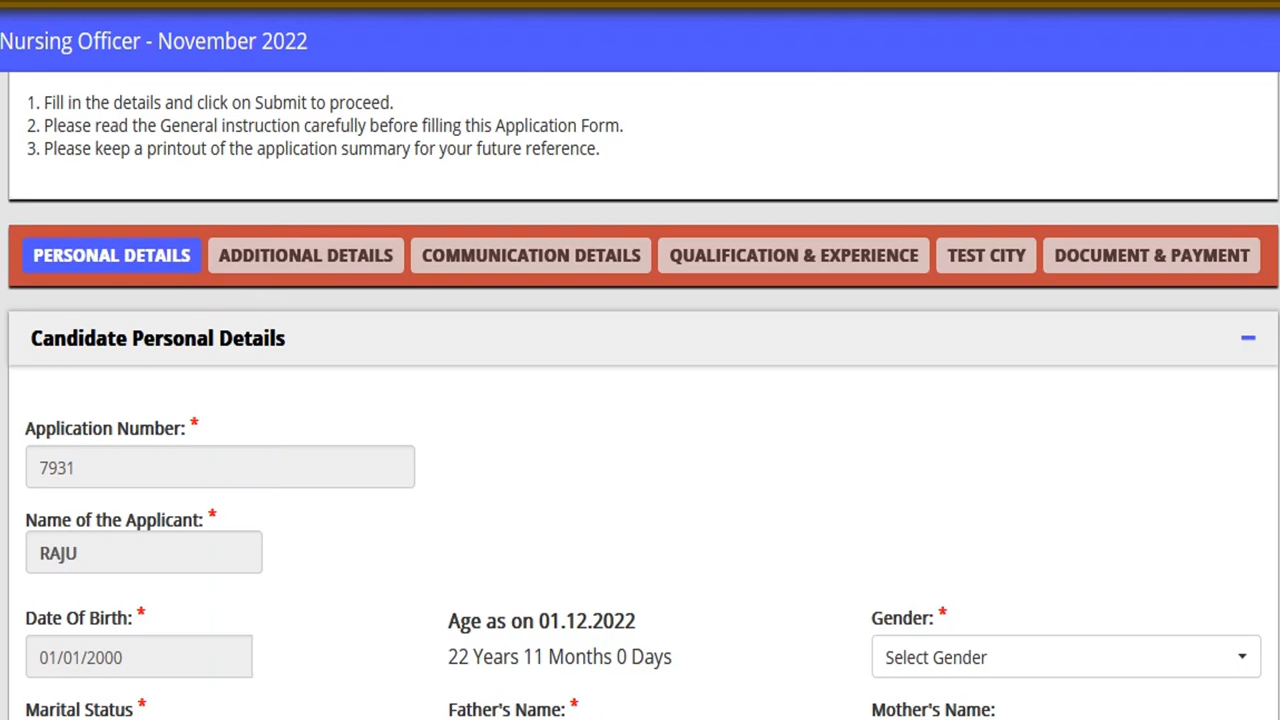 Nursing Officer - November 2022
1. Fill in the details and click on Submit to proceed.
2. Please read the General instruction carefully before filling this Application Form.
3. Please keep a printout of the application summary for your future reference.
PERSONAL DETAILS ADDITIONAL DETAILS COMMUNICATION DETAILS QUALIFICATION & EXPERIENCE TEST CITY DOCUMENT & PAYMENT
Candidate Personal Details
Application Number: *
7931
Name of the Applicant: *
RAJU
Date Of Birth: * Age as on 01.12.2022 Gender: *
01/01/2000 22 Years 11 Months 0 Days Select Gender
Marital Status * Father's Name: * Mother's Name: